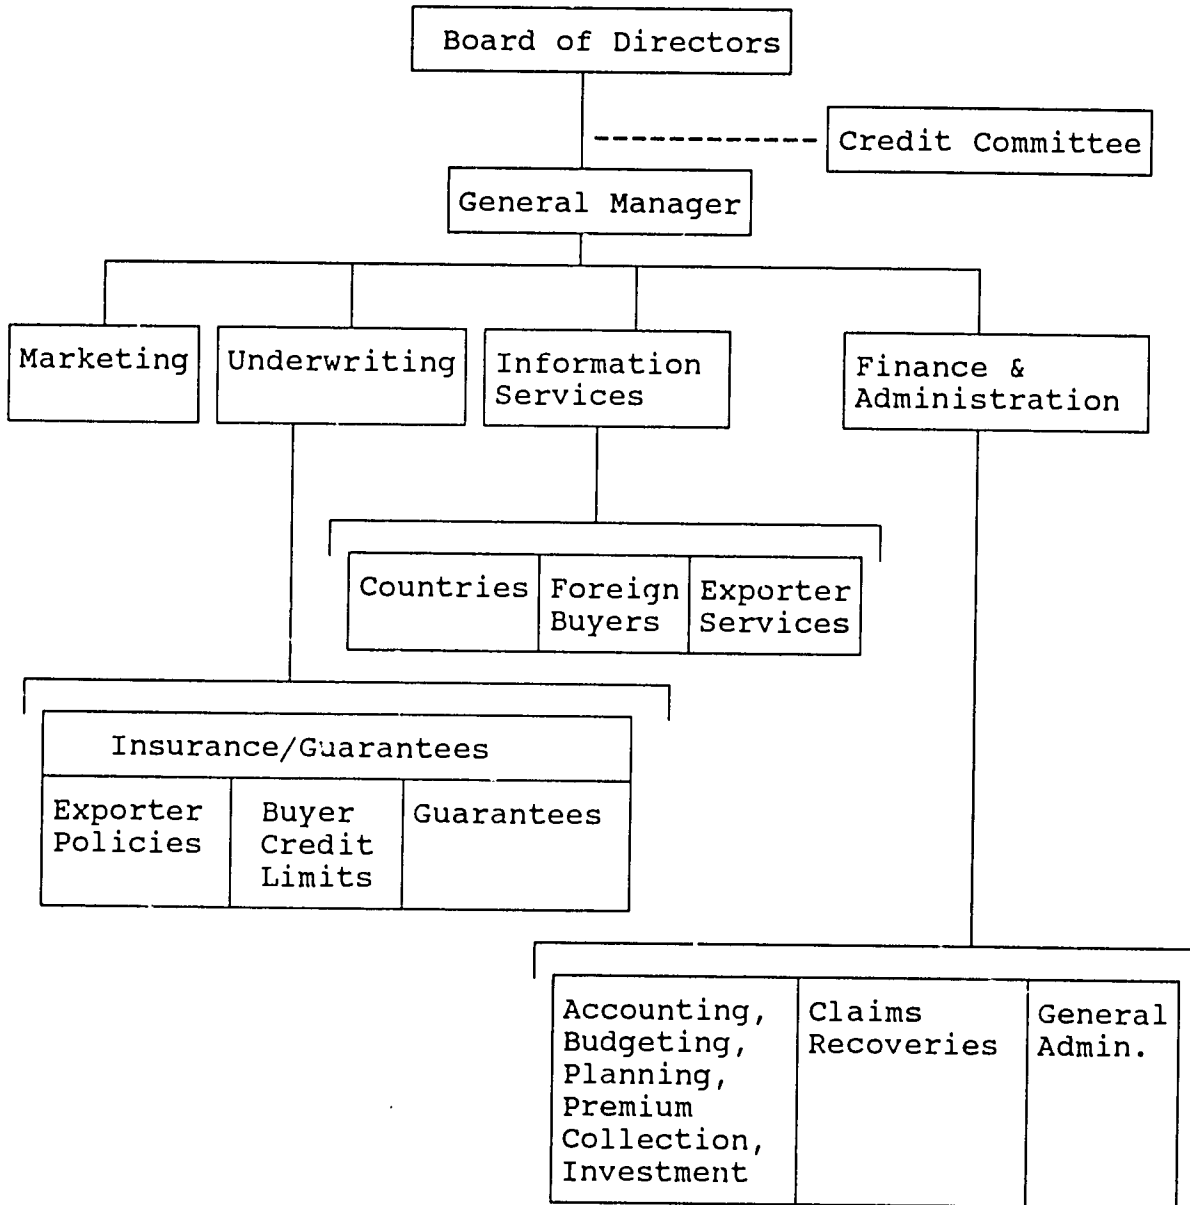 Board of Directors
Credit Committee
General Manager
Marketing
Underwriting
Information
Services
Finance &
Administration
Countries
Foreign
Buyers
Exporter
Services
Insurance/Guarantees
Exporter
Policies
Buyer
Credit
Limits
Guarantees
Accounting,
Budgeting,
Planning,
Premium
Collection,
Investment
Claims
Recoveries
General
Admin.